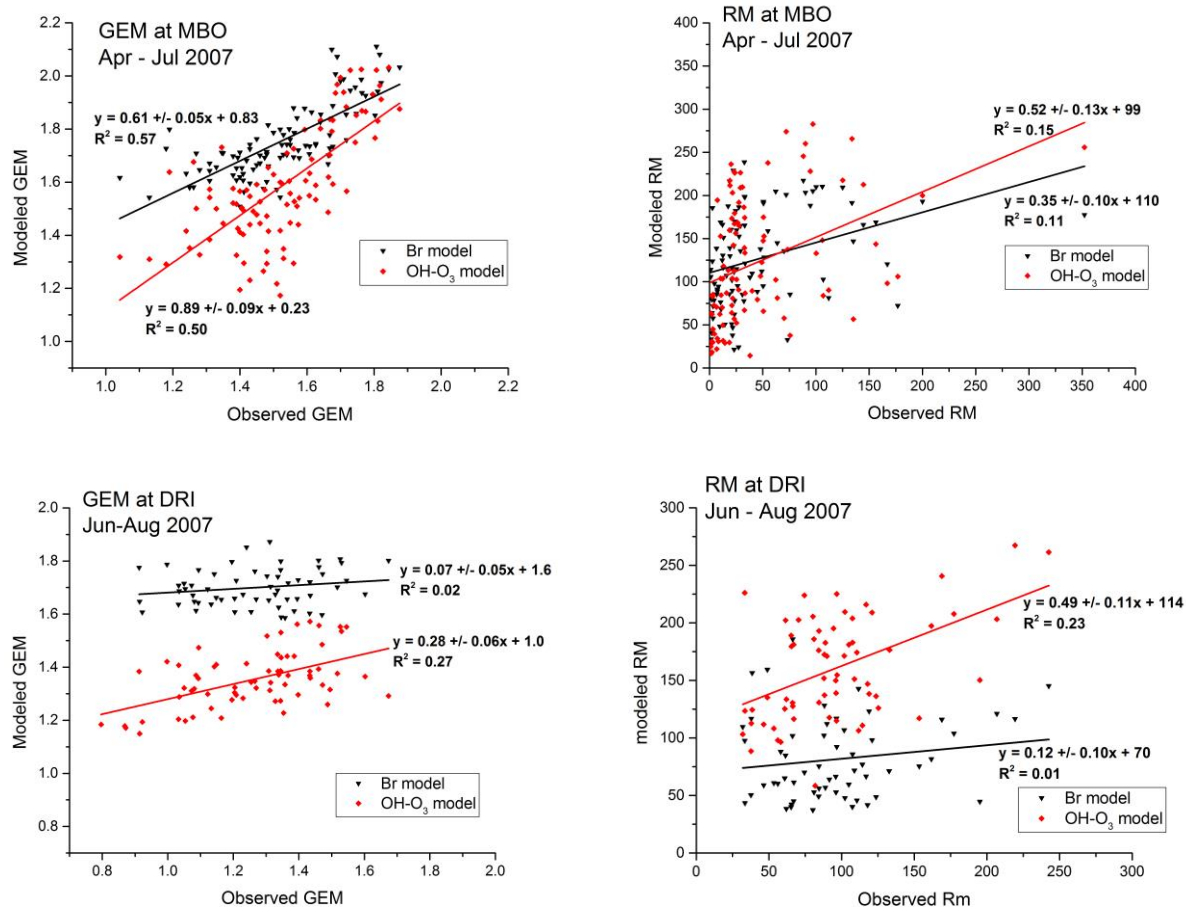 GEM at MBO
Apr - Jul 2007
y = 0.61 +/- 0.05x + 0.83
R² = 0.57
y = 0.89 +/- 0.09x + 0.23
R² = 0.50
Br model
OH-O₃ model
2.2
2.0
1.8
1.6
1.4
1.2
1.0
Modeled GEM
1.0 1.2 1.4 1.6 1.8 2.0 2.2
Observed GEM
RM at MBO
Apr - Jul 2007
y = 0.52 +/- 0.13x + 99
R² = 0.15
y = 0.35 +/- 0.10x + 110
R² = 0.11
Br model
OH-O₃ model
400
350
300
250
200
150
100
50
0
Modeled RM
0 50 100 150 200 250 300 350 400
Observed RM
GEM at DRI
Jun-Aug 2007
y = 0.07 +/- 0.05x + 1.6
R² = 0.02
y = 0.28 +/- 0.06x + 1.0
R² = 0.27
Br model
OH-O₃ model
2.0
1.8
1.6
1.4
1.2
1.0
0.8
Modeled GEM
0.8 1.0 1.2 1.4 1.6 1.8 2.0
Observed GEM
RM at DRI
Jun - Aug 2007
y = 0.49 +/- 0.11x + 114
R² = 0.23
y = 0.12 +/- 0.10x + 70
R² = 0.01
Br model
OH-O₃ model
300
250
200
150
100
50
0
modeled RM
0 50 100 150 200 250 300
Observed Rm